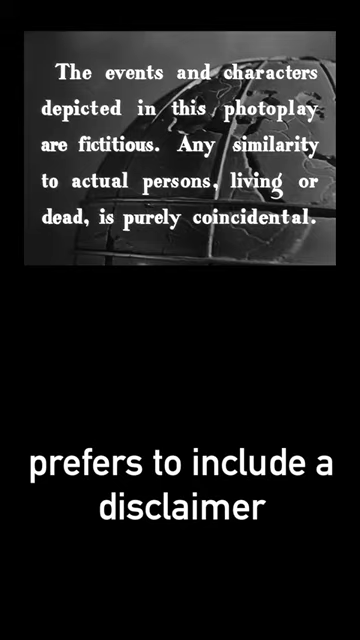 The events and characters
depicted in this photoplay
are fictitious. Any similarity
to actual persons, living or
dead, is purely coincidental.
prefers to include a
disclaimer